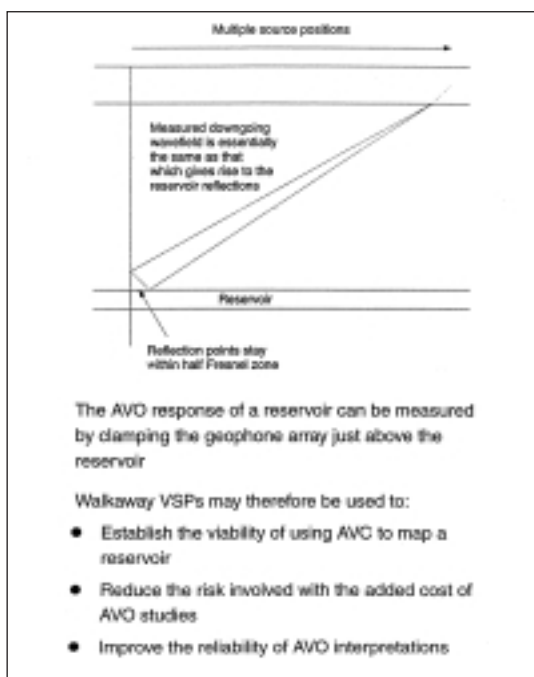 Multiple source positions
Measured downgoing
wavefield is essentially
the same as that
which gives rise to the
reservoir reflections
Reservoir
Reflection points stay
within half Fresnel zone
The AVO response of a reservoir can be measured
by clamping the geophone array just above the
reservoir
Walkaway VSPs may therefore be used to:
● Establish the viability of using AVC to map a
reservoir
● Reduce the risk involved with the added cost of
AVO studies
● Improve the reliability of AVO interpretations